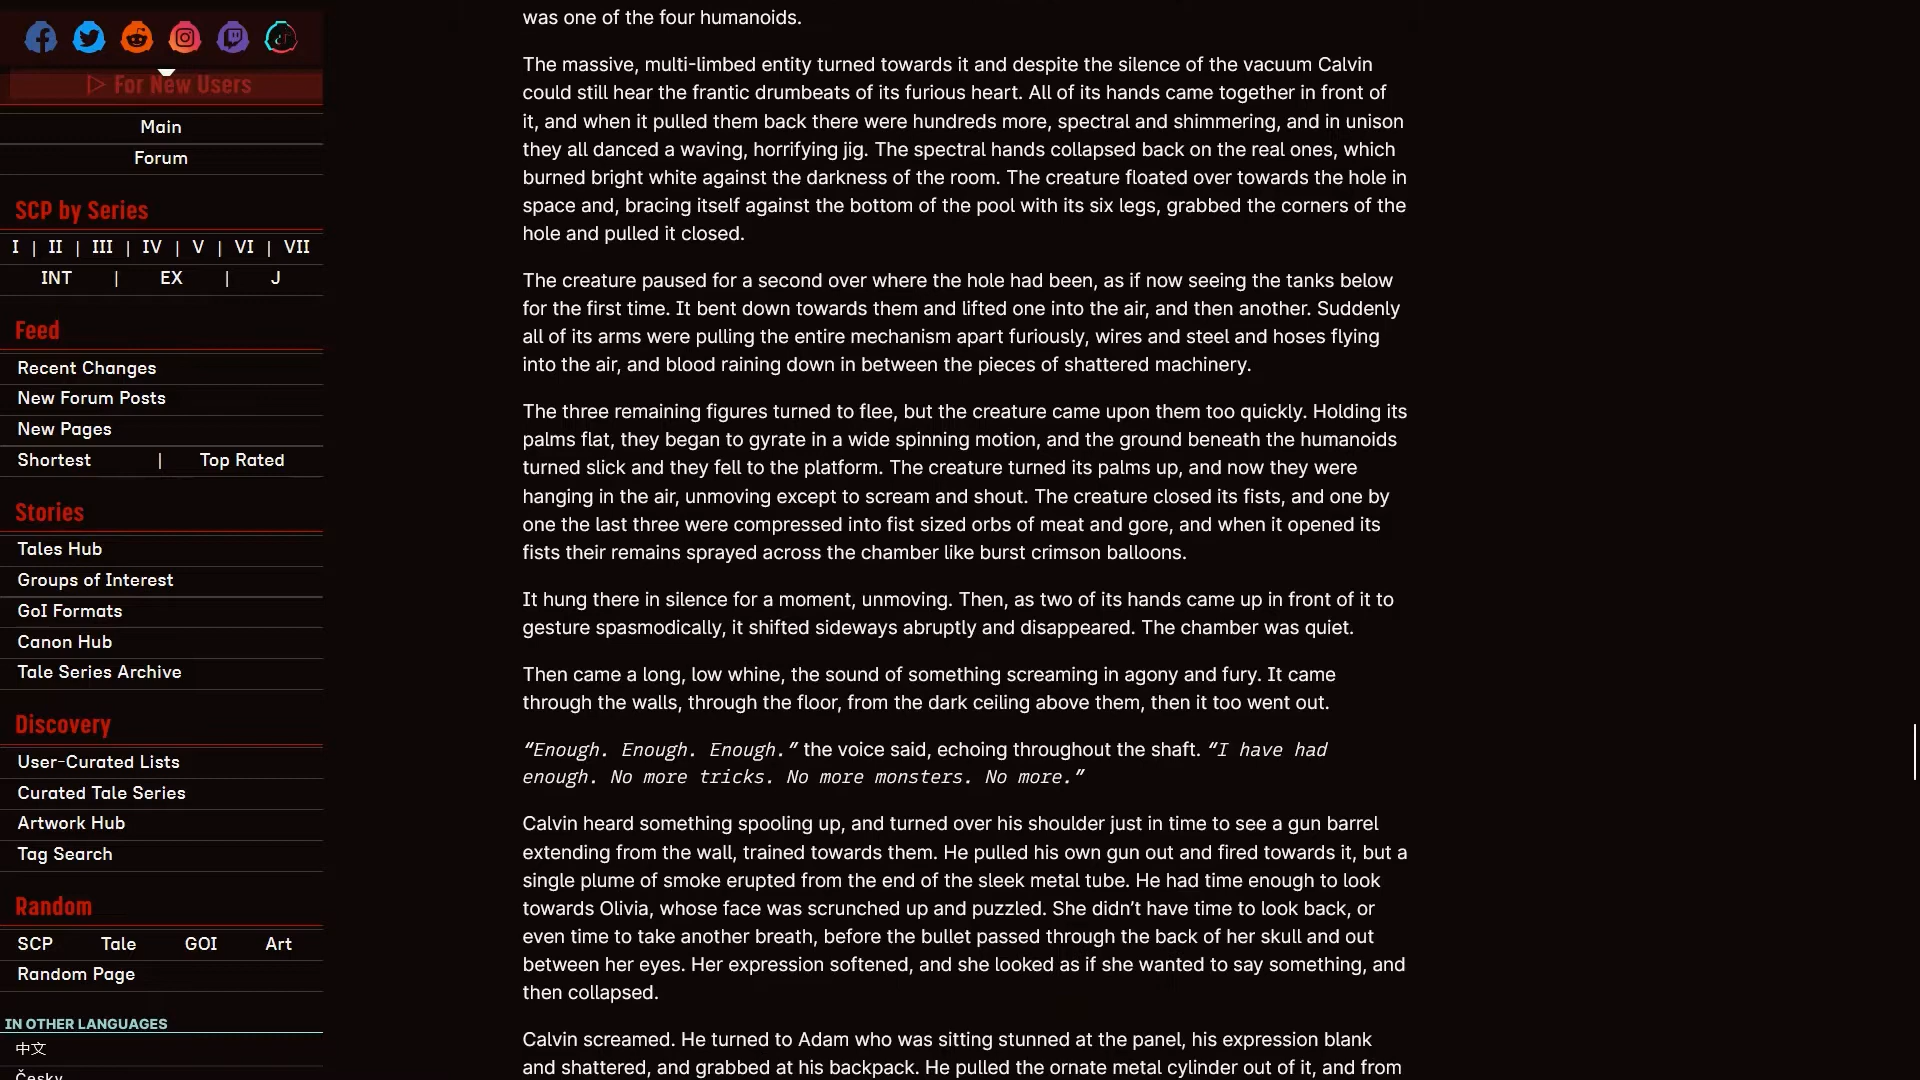 ▷ For New Users
Main
Forum
SCP by Series
I | II | III | IV | V | VI | VII
INT | EX | J
Feed
Recent Changes
New Forum Posts
New Pages
Shortest | Top Rated
Stories
Tales Hub
Groups of Interest
GoI Formats
Canon Hub
Tale Series Archive
Discovery
User-Curated Lists
Curated Tale Series
Artwork Hub
Tag Search
Random
SCP Tale GOI Art
Random Page
IN OTHER LANGUAGES
中文
Česky
was one of the four humanoids.
The massive, multi-limbed entity turned towards it and despite the silence of the vacuum Calvin
could still hear the frantic drumbeats of its furious heart. All of its hands came together in front of
it, and when it pulled them back there were hundreds more, spectral and shimmering, and in unison
they all danced a waving, horrifying jig. The spectral hands collapsed back on the real ones, which
burned bright white against the darkness of the room. The creature floated over towards the hole in
space and, bracing itself against the bottom of the pool with its six legs, grabbed the corners of the
hole and pulled it closed.
The creature paused for a second over where the hole had been, as if now seeing the tanks below
for the first time. It bent down towards them and lifted one into the air, and then another. Suddenly
all of its arms were pulling the entire mechanism apart furiously, wires and steel and hoses flying
into the air, and blood raining down in between the pieces of shattered machinery.
The three remaining figures turned to flee, but the creature came upon them too quickly. Holding its
palms flat, they began to gyrate in a wide spinning motion, and the ground beneath the humanoids
turned slick and they fell to the platform. The creature turned its palms up, and now they were
hanging in the air, unmoving except to scream and shout. The creature closed its fists, and one by
one the last three were compressed into fist sized orbs of meat and gore, and when it opened its
fists their remains sprayed across the chamber like burst crimson balloons.
It hung there in silence for a moment, unmoving. Then, as two of its hands came up in front of it to
gesture spasmodically, it shifted sideways abruptly and disappeared. The chamber was quiet.
Then came a long, low whine, the sound of something screaming in agony and fury. It came
through the walls, through the floor, from the dark ceiling above them, then it too went out.
“Enough. Enough. Enough.” the voice said, echoing throughout the shaft. “I have had
enough. No more tricks. No more monsters. No more.”
Calvin heard something spooling up, and turned over his shoulder just in time to see a gun barrel
extending from the wall, trained towards them. He pulled his own gun out and fired towards it, but a
single plume of smoke erupted from the end of the sleek metal tube. He had time enough to look
towards Olivia, whose face was scrunched up and puzzled. She didn’t have time to look back, or
even time to take another breath, before the bullet passed through the back of her skull and out
between her eyes. Her expression softened, and she looked as if she wanted to say something, and
then collapsed.
Calvin screamed. He turned to Adam who was sitting stunned at the panel, his expression blank
and shattered, and grabbed at his backpack. He pulled the ornate metal cylinder out of it, and from